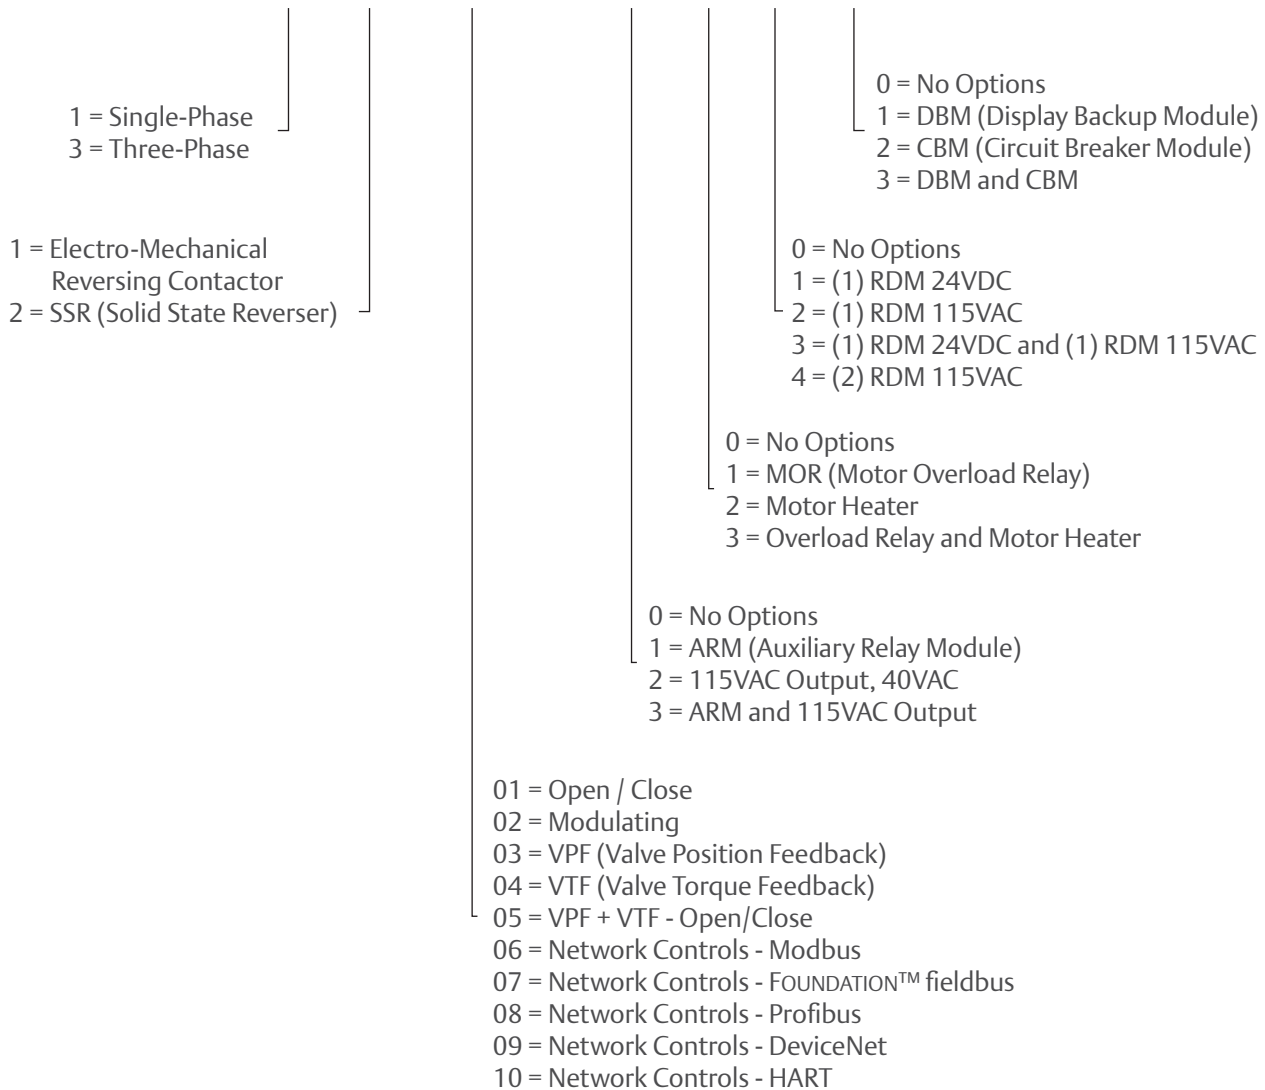 1 = Single-Phase
3 = Three-Phase
1 = Electro-Mechanical
Reversing Contactor
2 = SSR (Solid State Reverser)
0 = No Options
1 = DBM (Display Backup Module)
2 = CBM (Circuit Breaker Module)
3 = DBM and CBM
0 = No Options
1 = (1) RDM 24VDC
2 = (1) RDM 115VAC
3 = (1) RDM 24VDC and (1) RDM 115VAC
4 = (2) RDM 115VAC
0 = No Options
1 = MOR (Motor Overload Relay)
2 = Motor Heater
3 = Overload Relay and Motor Heater
0 = No Options
1 = ARM (Auxiliary Relay Module)
2 = 115VAC Output, 40VAC
3 = ARM and 115VAC Output
01 = Open / Close
02 = Modulating
03 = VPF (Valve Position Feedback)
04 = VTF (Valve Torque Feedback)
05 = VPF + VTF - Open/Close
06 = Network Controls - Modbus
07 = Network Controls - FOUNDATION™ fieldbus
08 = Network Controls - Profibus
09 = Network Controls - DeviceNet
10 = Network Controls - HART